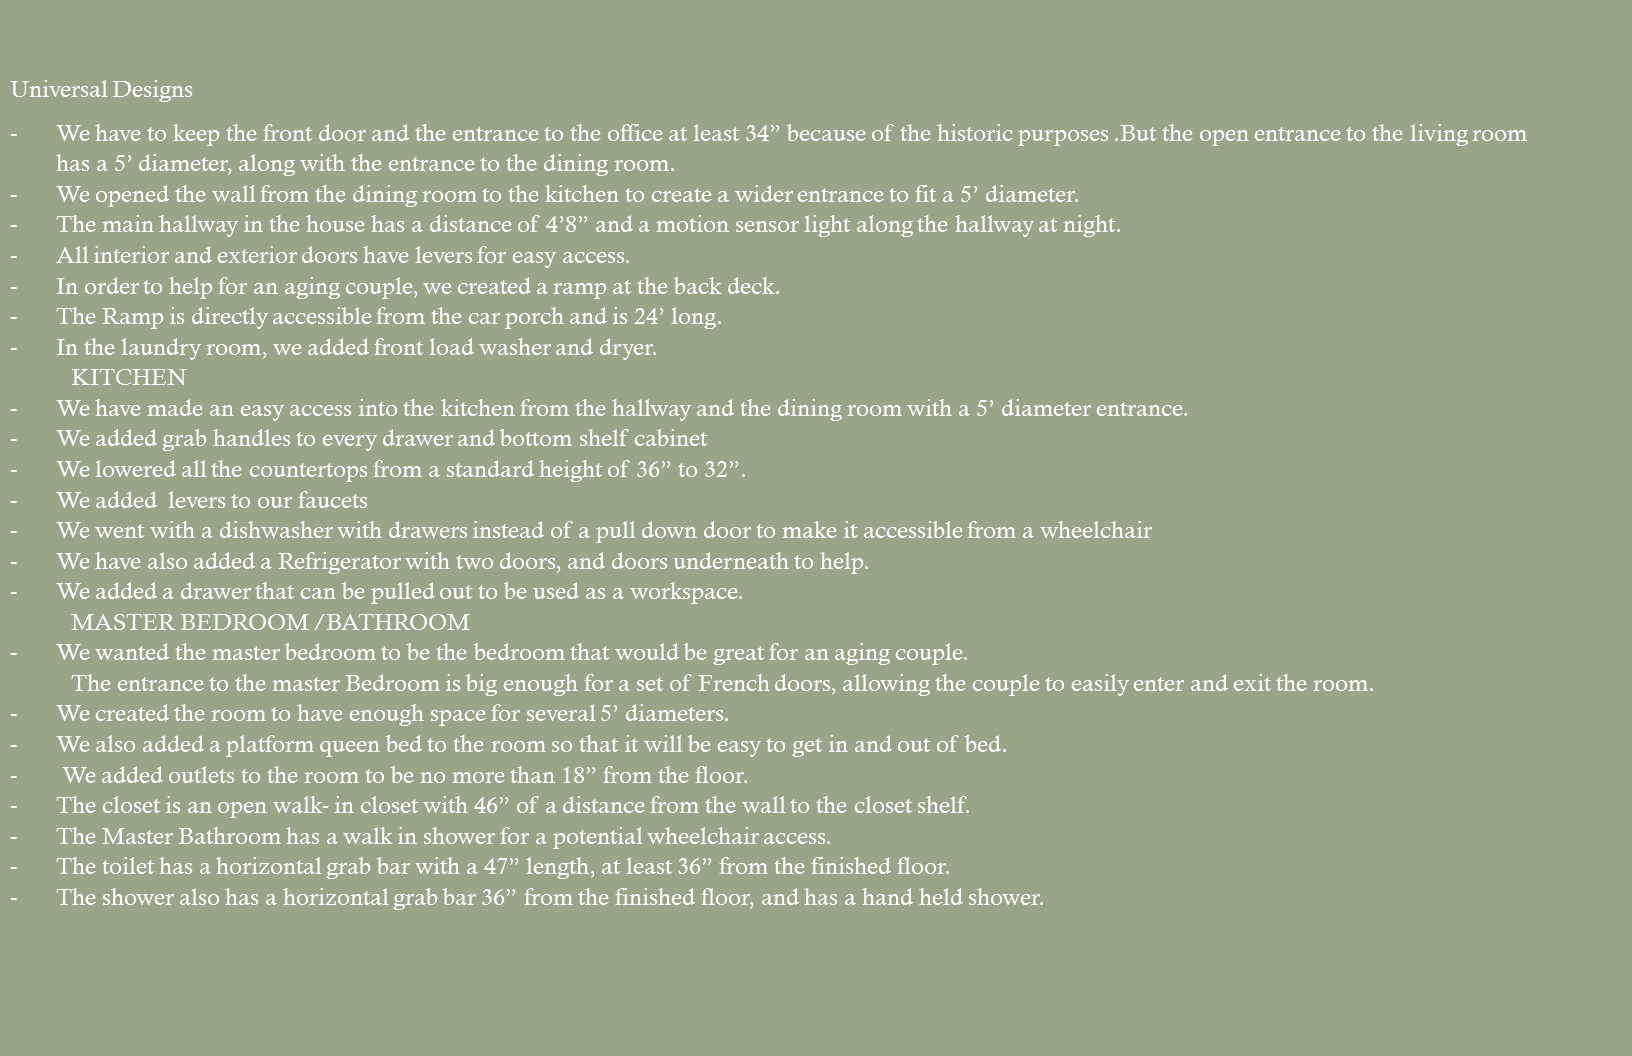 Universal Designs
- We have to keep the front door and the entrance to the office at least 34” because of the historic purposes .But the open entrance to the living room
has a 5’ diameter, along with the entrance to the dining room.
- We opened the wall from the dining room to the kitchen to create a wider entrance to fit a 5’ diameter.
- The main hallway in the house has a distance of 4’8” and a motion sensor light along the hallway at night.
- All interior and exterior doors have levers for easy access.
- In order to help for an aging couple, we created a ramp at the back deck.
- The Ramp is directly accessible from the car porch and is 24’ long.
- In the laundry room, we added front load washer and dryer.
KITCHEN
- We have made an easy access into the kitchen from the hallway and the dining room with a 5’ diameter entrance.
- We added grab handles to every drawer and bottom shelf cabinet
- We lowered all the countertops from a standard height of 36” to 32”.
- We added levers to our faucets
- We went with a dishwasher with drawers instead of a pull down door to make it accessible from a wheelchair
- We have also added a Refrigerator with two doors, and doors underneath to help.
- We added a drawer that can be pulled out to be used as a workspace.
MASTER BEDROOM /BATHROOM
- We wanted the master bedroom to be the bedroom that would be great for an aging couple.
The entrance to the master Bedroom is big enough for a set of French doors, allowing the couple to easily enter and exit the room.
- We created the room to have enough space for several 5’ diameters.
- We also added a platform queen bed to the room so that it will be easy to get in and out of bed.
- We added outlets to the room to be no more than 18” from the floor.
- The closet is an open walk- in closet with 46” of a distance from the wall to the closet shelf.
- The Master Bathroom has a walk in shower for a potential wheelchair access.
- The toilet has a horizontal grab bar with a 47” length, at least 36” from the finished floor.
- The shower also has a horizontal grab bar 36” from the finished floor, and has a hand held shower.